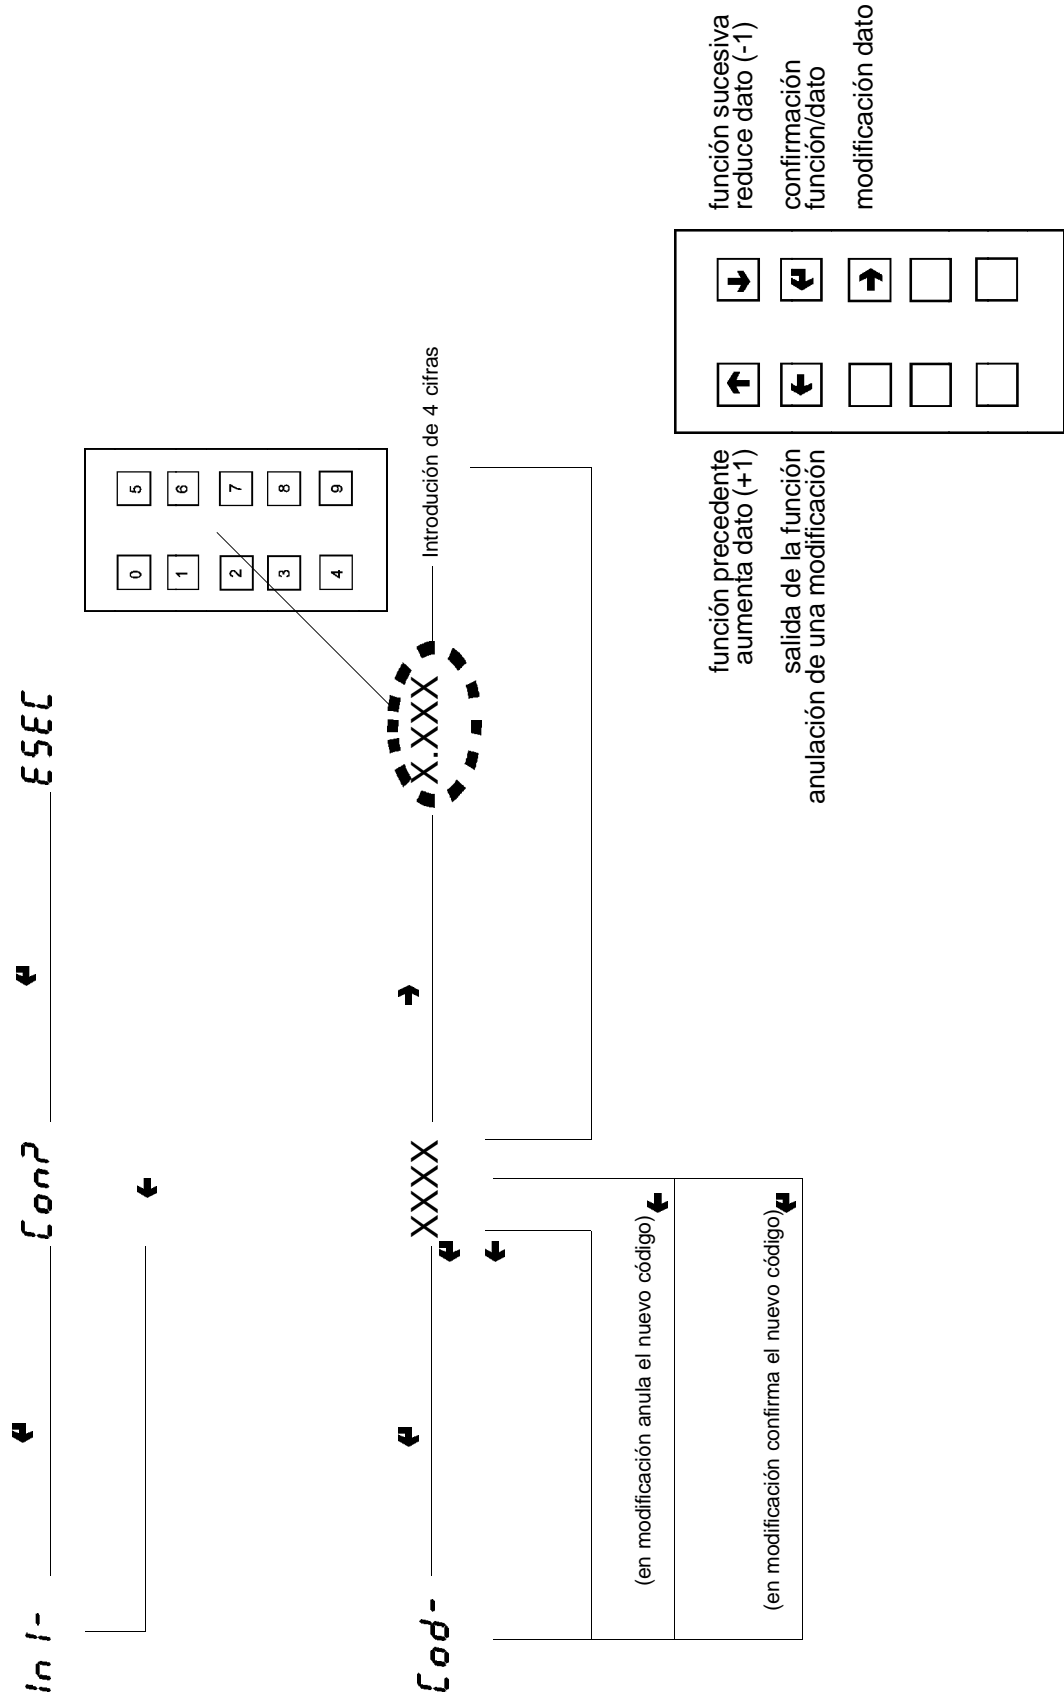 In I- Con? ESEC
0 5
1 6
2 7
3 8
4 9
Cod- XXXX X.XXX Introdución de 4 cifras
(en modificación anula el nuevo código)
(en modificación confirma el nuevo código)
función precedente
aumenta dato (+1)
salida de la función
anulación de una modificación
función sucesiva
reduce dato (-1)
confirmación
función/dato
modificación dato